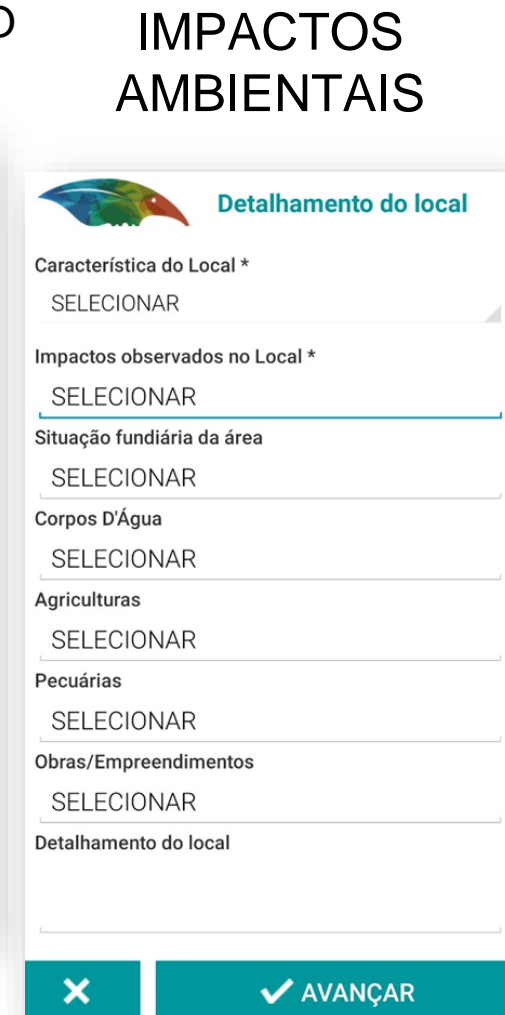 IMPACTOS
AMBIENTAIS
Detalhamento do local
Característica do Local *
SELECIONAR
Impactos observados no Local *
SELECIONAR
Situação fundiária da área
SELECIONAR
Corpos D'Água
SELECIONAR
Agriculturas
SELECIONAR
Pecuárias
SELECIONAR
Obras/Empreendimentos
SELECIONAR
Detalhamento do local
AVANÇAR